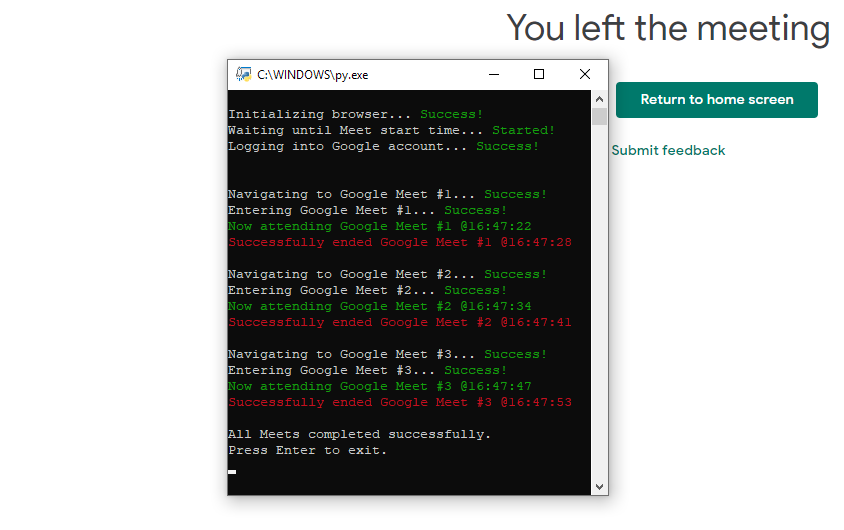 You left the meeting
C:\WINDOWS\py.exe
Return to home screen
Submit feedback
Initializing browser... Success!
Waiting until Meet start time... Started!
Logging into Google account... Success!
Navigating to Google Meet #1... Success!
Entering Google Meet #1... Success!
Now attending Google Meet #1 @16:47:22
Successfully ended Google Meet #1 @16:47:28
Navigating to Google Meet #2... Success!
Entering Google Meet #2... Success!
Now attending Google Meet #2 @16:47:34
Successfully ended Google Meet #2 @16:47:41
Navigating to Google Meet #3... Success!
Entering Google Meet #3... Success!
Now attending Google Meet #3 @16:47:47
Successfully ended Google Meet #3 @16:47:53
All Meets completed successfully.
Press Enter to exit.